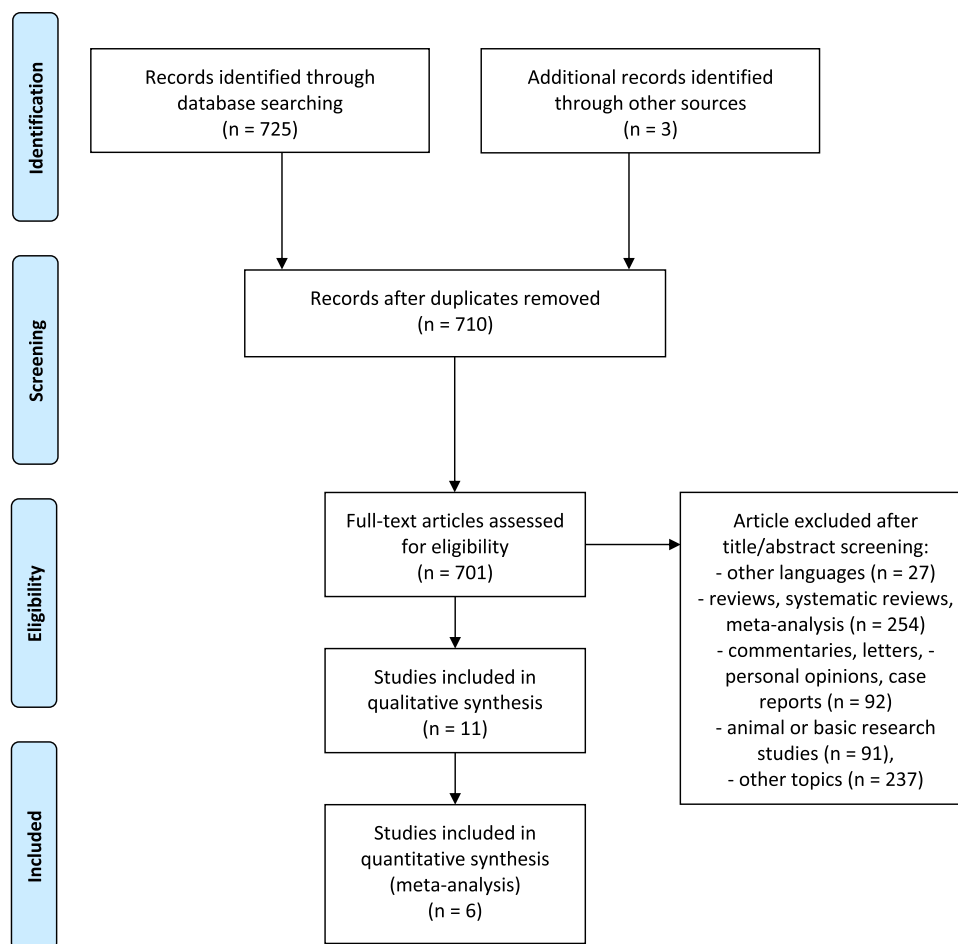 Identification
Records identified through
database searching
(n = 725)
Additional records identified
through other sources
(n = 3)
Screening
Records after duplicates removed
(n = 710)
Eligibility
Full-text articles assessed
for eligibility
(n = 701)
Article excluded after
title/abstract screening:
- other languages (n = 27)
- reviews, systematic reviews,
meta-analysis (n = 254)
- commentaries, letters, -
personal opinions, case
reports (n = 92)
- animal or basic research
studies (n = 91),
- other topics (n = 237)
Studies included in
qualitative synthesis
(n = 11)
Included
Studies included in
quantitative synthesis
(meta-analysis)
(n = 6)